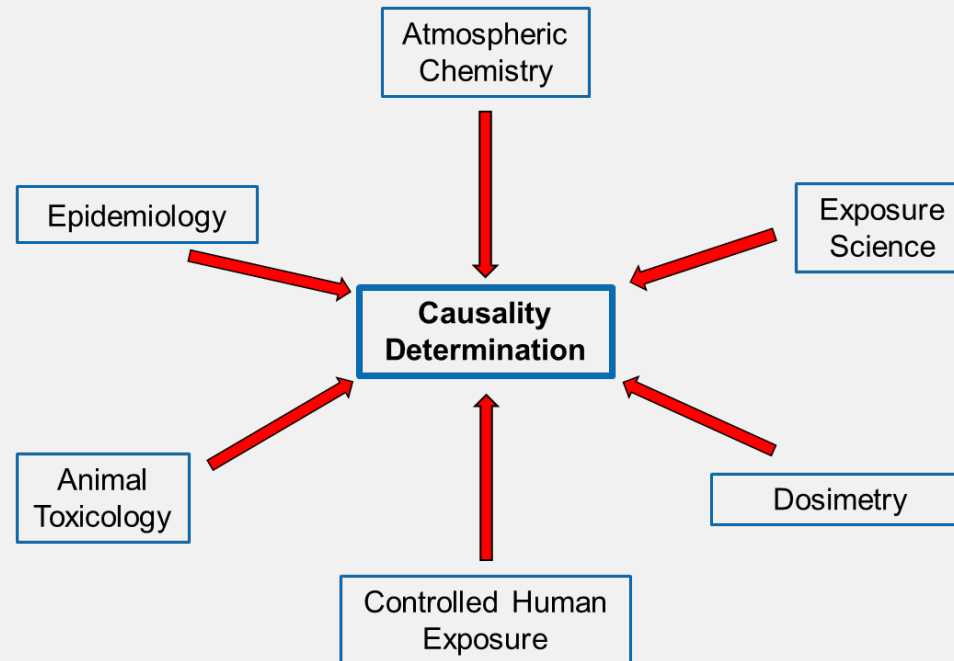 Atmospheric
Chemistry
Epidemiology
Exposure
Science
Causality
Determination
Animal
Toxicology
Dosimetry
Controlled Human
Exposure